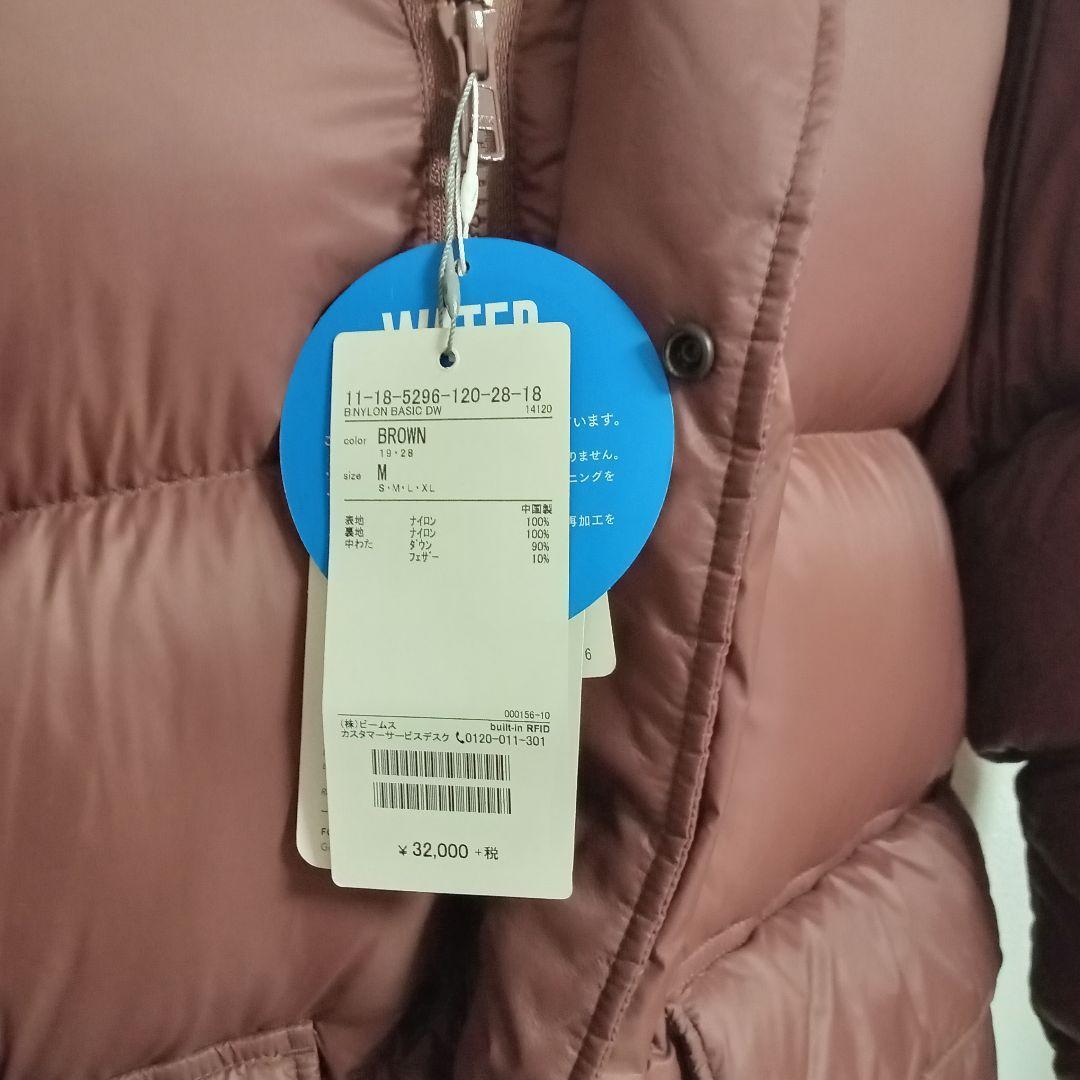 11-18-5296-120-28-18
B.NYLON BASIC DW 14120
color BROWN
19・28
size M
S・M・L・XL
中国製
表地 ナイロン 100%
裏地 ナイロン 100%
中わた ダウン 90%
フェザー 10%
000156-10
(株)ビームス built-in RFID
カスタマーサービスデスク 0120-011-301
¥ 32,000 +税
います。
りません。
ニングを
再加工を
6